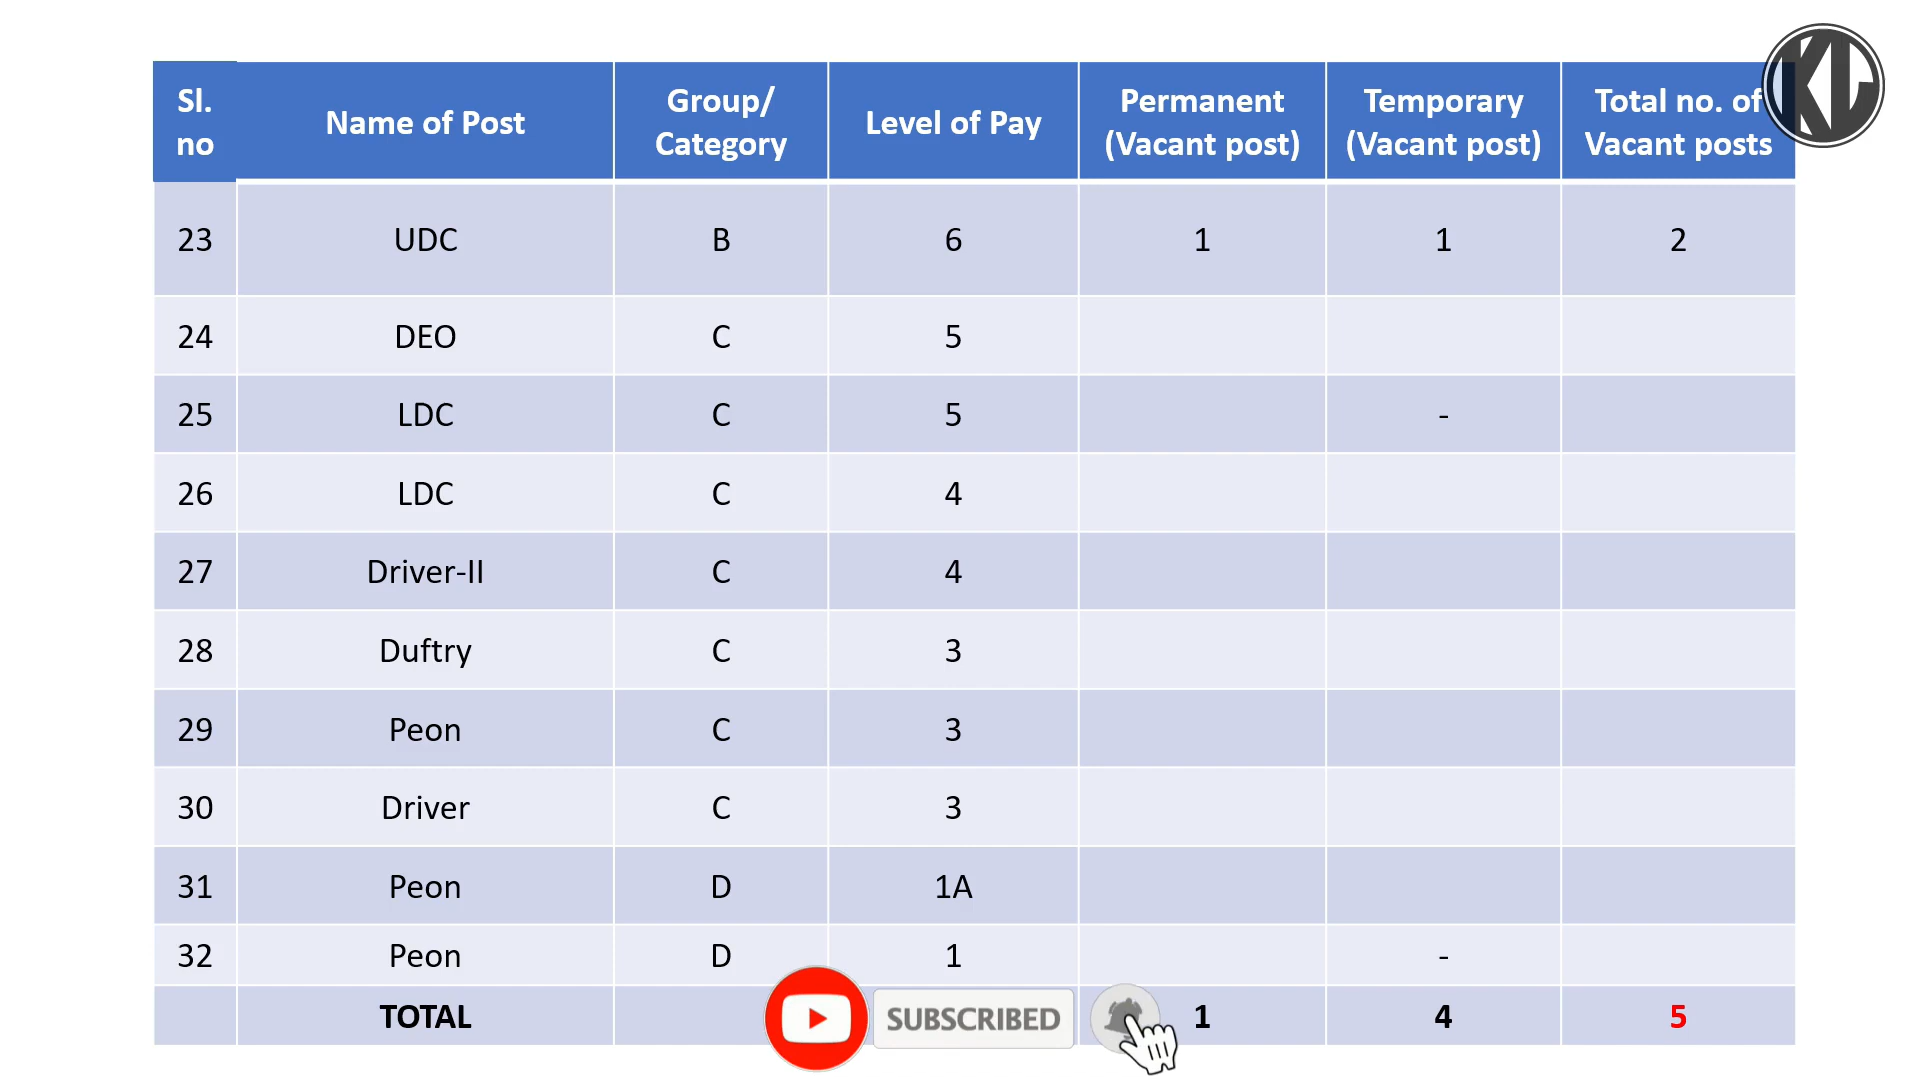 KL
Sl. no Name of Post Group/ Category Level of Pay Permanent (Vacant post) Temporary (Vacant post) Total no. of Vacant posts
23 UDC B 6 1 1 2
24 DEO C 5
25 LDC C 5 -
26 LDC C 4
27 Driver-II C 4
28 Duftry C 3
29 Peon C 3
30 Driver C 3
31 Peon D 1A
32 Peon D 1 -
TOTAL 1 4 5
SUBSCRIBED